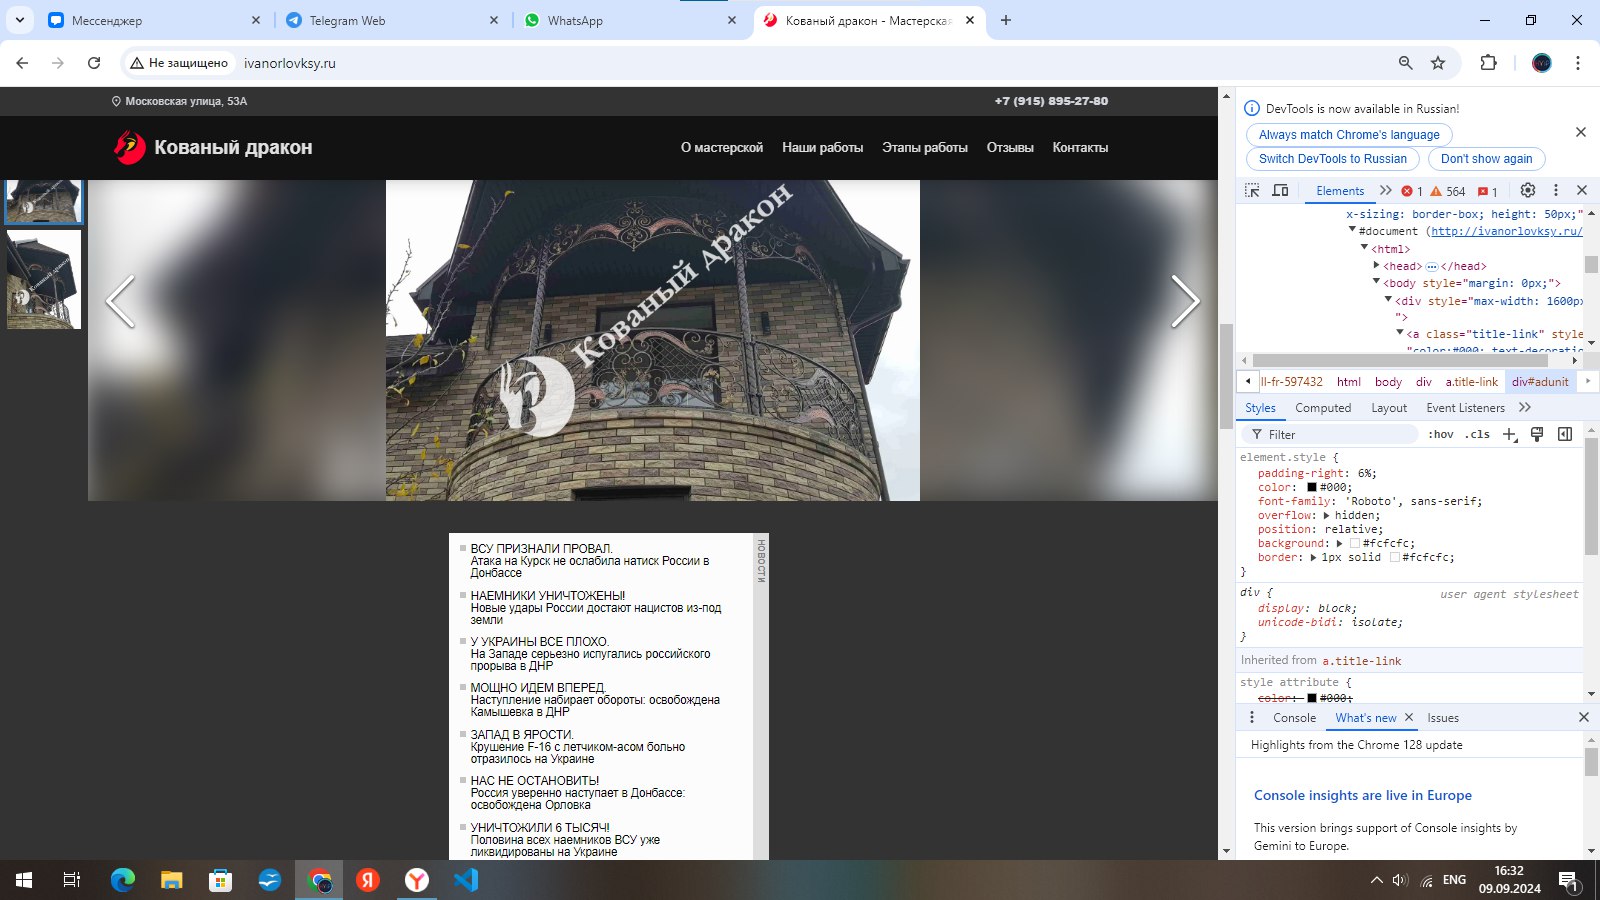 Мессенджер
Telegram Web
WhatsApp
Кованый дракон - Мастерская
Не защищено
ivanorlovksy.ru
Московская улица, 53А
+7 (915) 895-27-80
Кованый дракон
О мастерской
Наши работы
Этапы работы
Отзывы
Контакты
Кованый дракон
Кованый дракон
ВСУ ПРИЗНАЛИ ПРОВАЛ.
Атака на Курск не ослабила натиск России в
Донбассе
НАЕМНИКИ УНИЧТОЖЕНЫ!
Новые удары России достают нацистов из-под
земли
У УКРАИНЫ ВСЕ ПЛОХО.
На Западе серьезно испугались российского
прорыва в ДНР
МОЩНО ИДЕМ ВПЕРЕД.
Наступление набирает обороты: освобождена
Камышевка в ДНР
ЗАПАД В ЯРОСТИ.
Крушение F-16 с летчиком-асом больно
отразилось на Украине
НАС НЕ ОСТАНОВИТЬ!
Россия уверенно наступает в Донбассе:
освобождена Орловка
УНИЧТОЖИЛИ 6 ТЫСЯЧ!
Половина всех наемников ВСУ уже
ликвидированы на Украине
НОВОСТИ
DevTools is now available in Russian!
Always match Chrome's language
Switch DevTools to Russian
Don't show again
Elements
1
564
1
x-sizing: border-box; height: 50px;"
#document (http://ivanorlovksy.ru/
<html>
<head> </head>
<body style="margin: 0px;">
<div style="max-width: 1600px
">
<a class="title-link" style
"color:#000; text-decoratio
ll-fr-597432
html
body
div
a.title-link
div#adunit
Styles
Computed
Layout
Event Listeners
Filter
:hov
.cls
element.style {
padding-right: 6%;
color: #000;
font-family: 'Roboto', sans-serif;
overflow: hidden;
position: relative;
background: #fcfcfc;
border: 1px solid #fcfcfc;
}
div {
user agent stylesheet
display: block;
unicode-bidi: isolate;
}
Inherited from a.title-link
style attribute {
color: #000;
Console
What's new
Issues
Highlights from the Chrome 128 update
Console insights are live in Europe
This version brings support of Console insights by
Gemini to Europe.
Я
ENG
16:32
09.09.2024
1